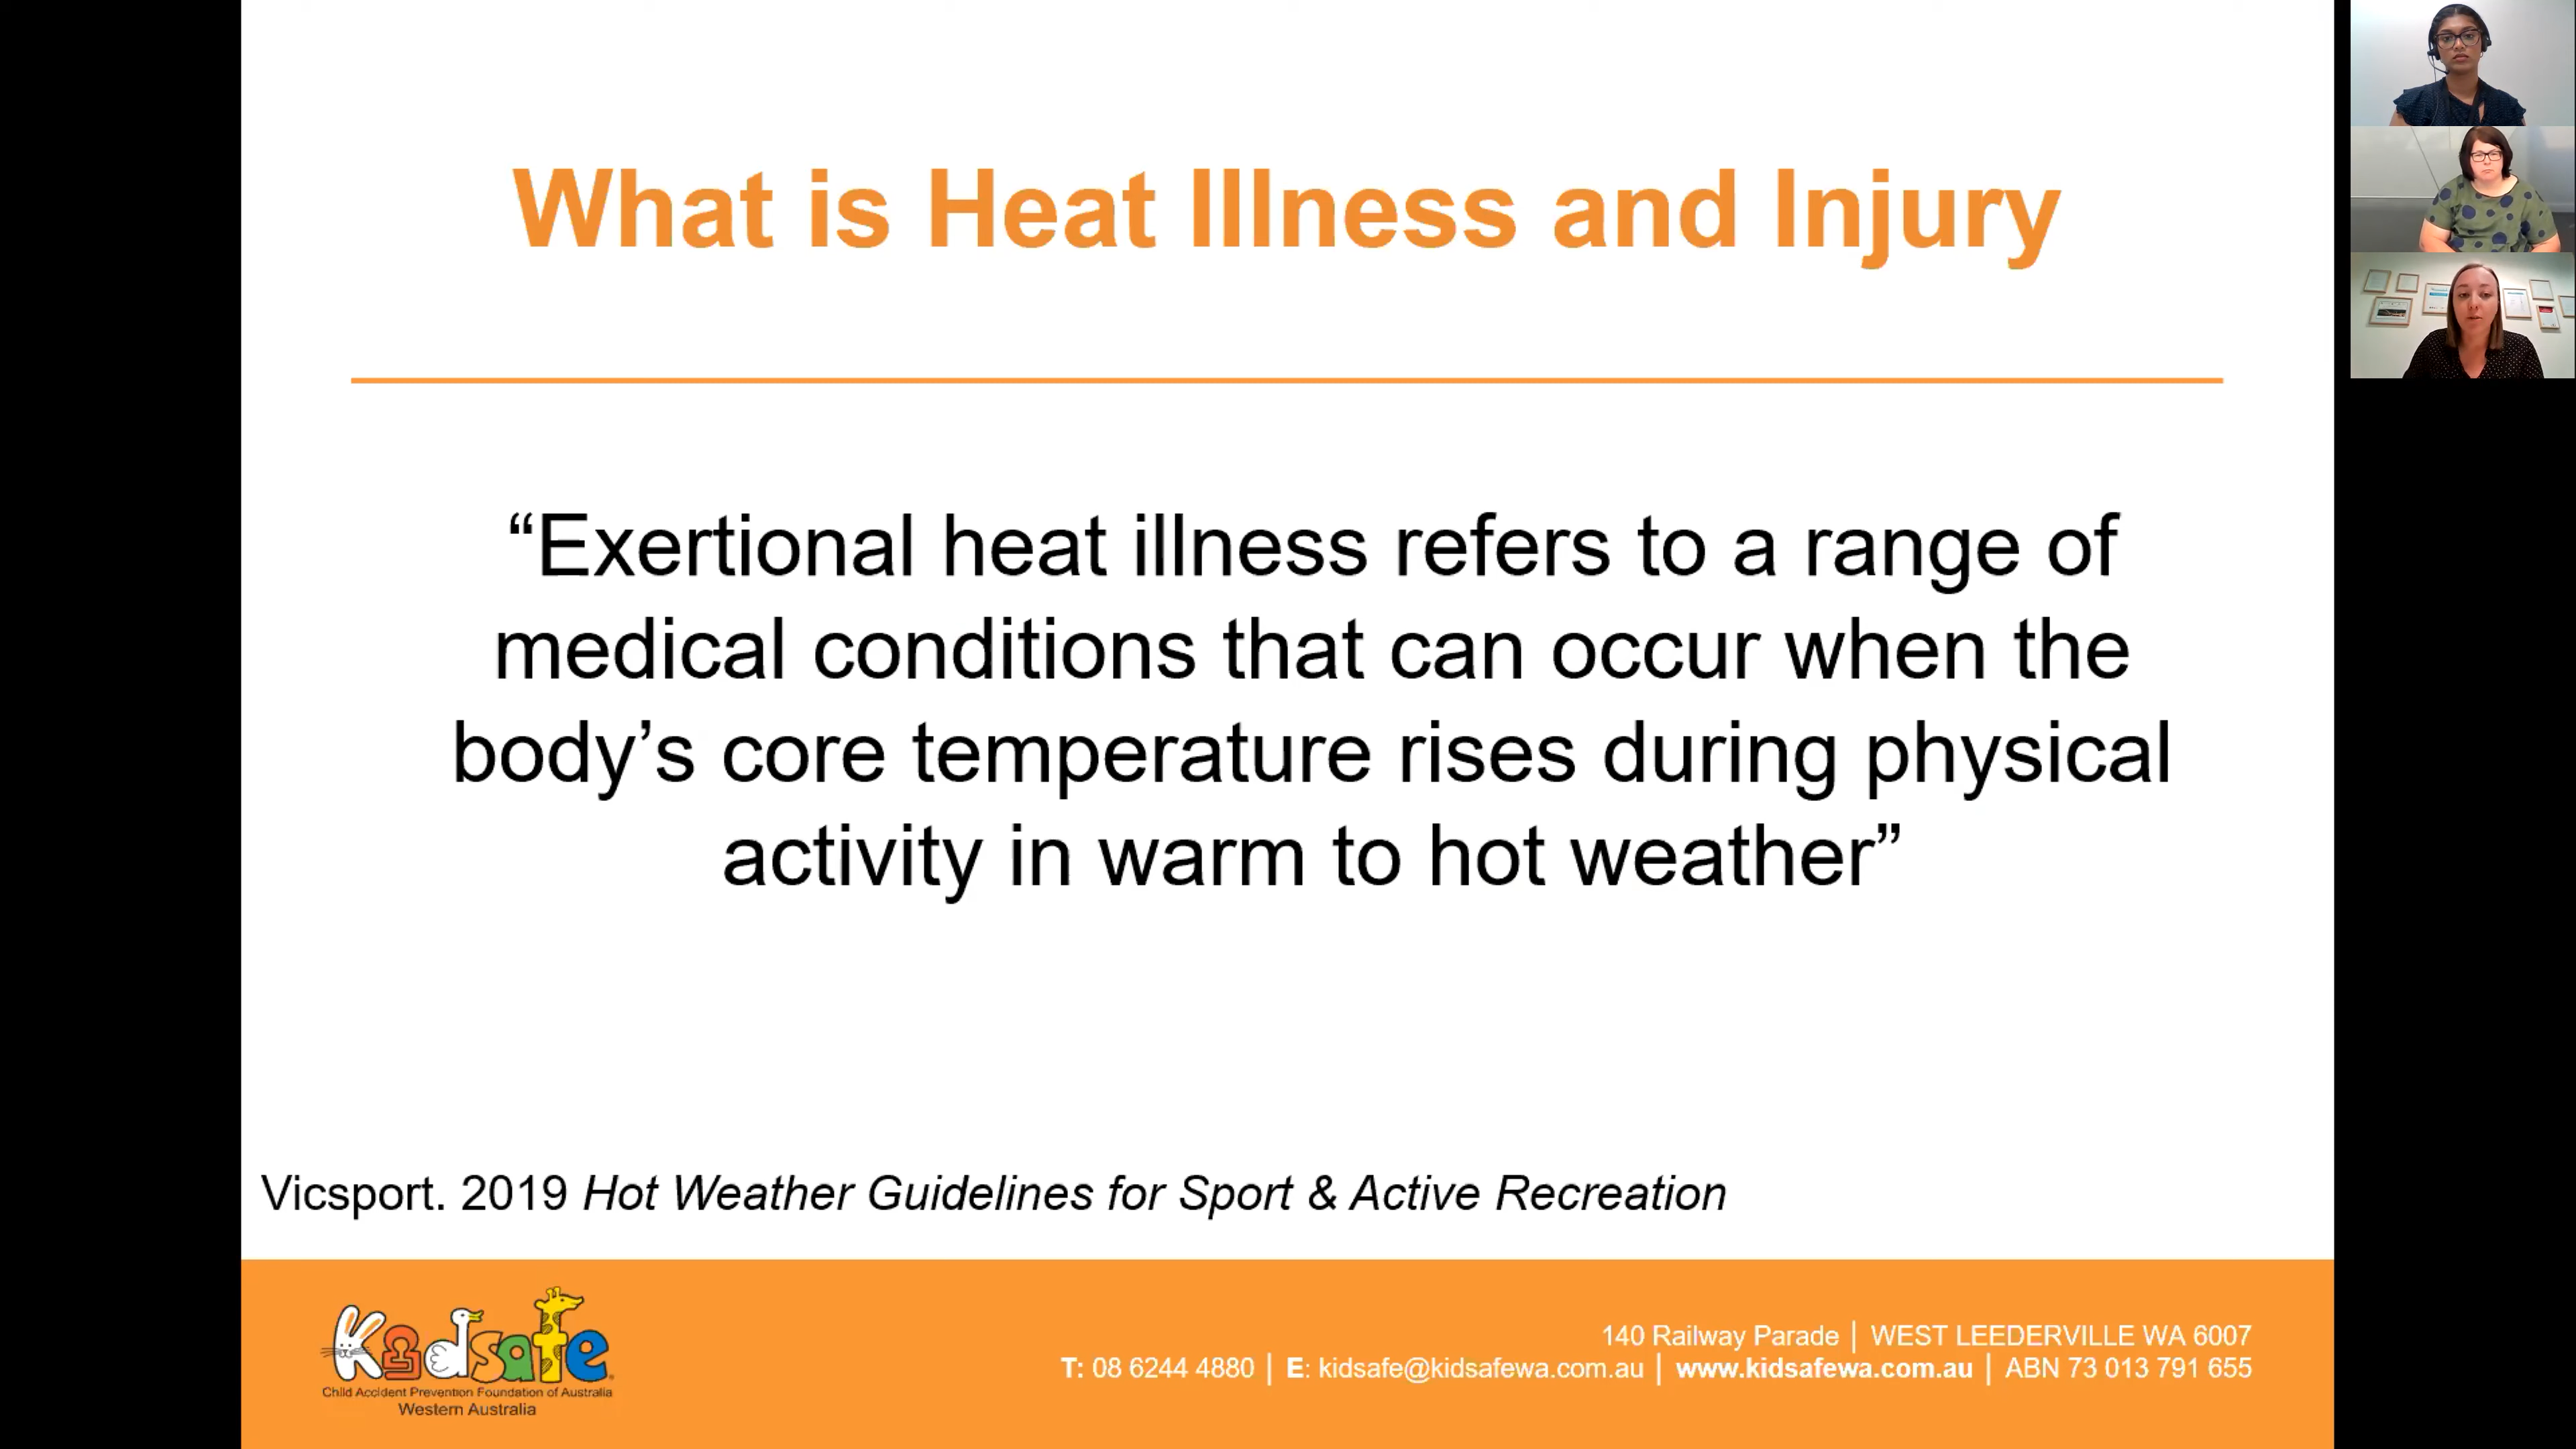 What is Heat Illness and Injury
“Exertional heat illness refers to a range of
medical conditions that can occur when the
body’s core temperature rises during physical
activity in warm to hot weather”
Vicsport. 2019 Hot Weather Guidelines for Sport & Active Recreation
Kidsafe
Child Accident Prevention Foundation of Australia
Western Australia
140 Railway Parade | WEST LEEDERVILLE WA 6007
T: 08 6244 4880 | E: kidsafe@kidsafewa.com.au | www.kidsafewa.com.au | ABN 73 013 791 655